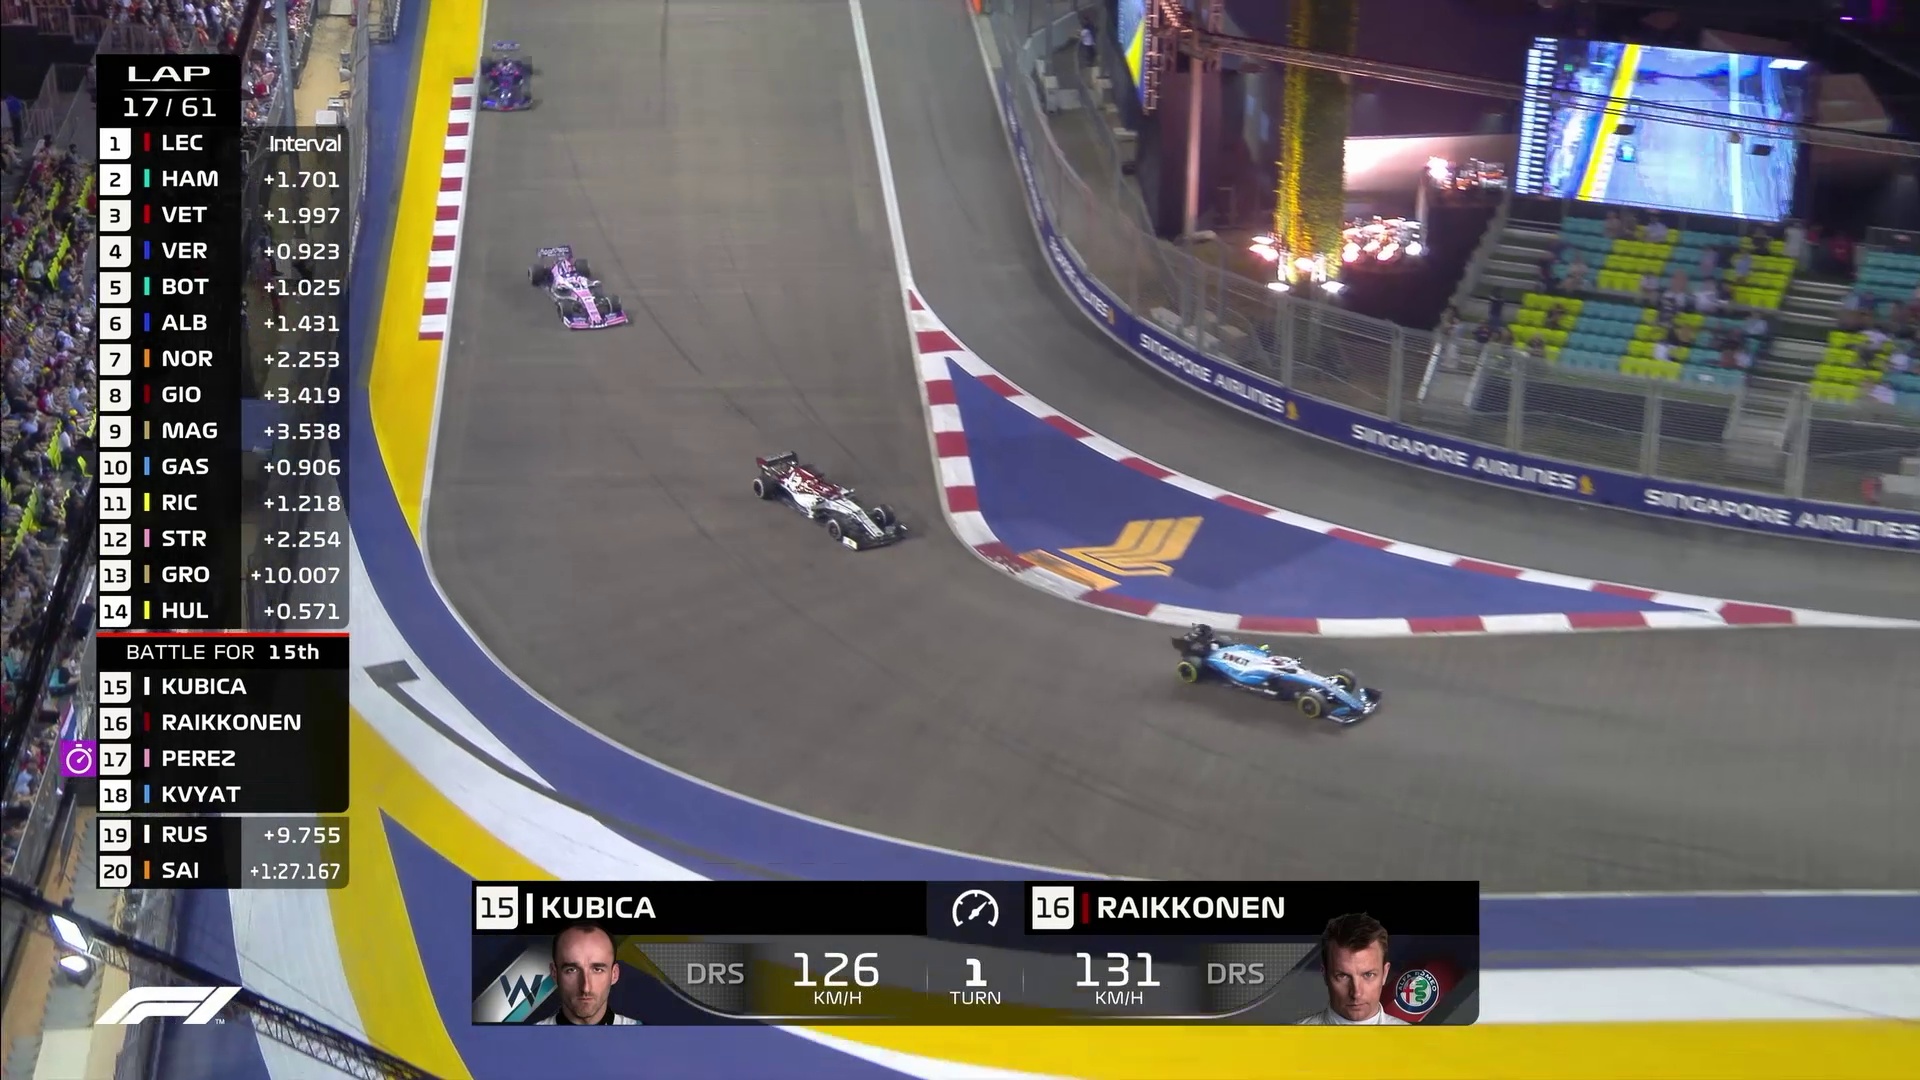 LAP
17/61
1 LEC Interval
2 HAM +1.701
3 VET +1.997
4 VER +0.923
5 BOT +1.025
6 ALB +1.431
7 NOR +2.253
8 GIO +3.419
9 MAG +3.538
10 GAS +0.906
11 RIC +1.218
12 STR +2.254
13 GRO +10.007
14 HUL +0.571
BATTLE FOR 15th
15 KUBICA
16 RAIKKONEN
17 PEREZ
18 KVYAT
19 RUS +9.755
20 SAI +1:27.167
SINGAPORE AIRLINES
SINGAPORE AIRLINES
SINGAPORE AIRLINES
15 KUBICA
16 RAIKKONEN
DRS 126 KM/H
1 TURN
131 KM/H DRS
F1